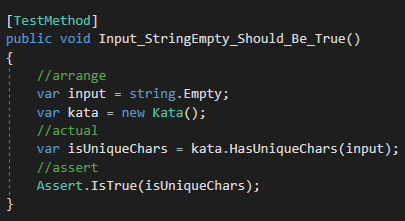 [TestMethod]
public void Input_StringEmpty_Should_Be_True()
{
    //arrange
    var input = string.Empty;
    var kata = new Kata();
    //actual
    var isUniqueChars = kata.HasUniqueChars(input);
    //assert
    Assert.IsTrue(isUniqueChars);
}